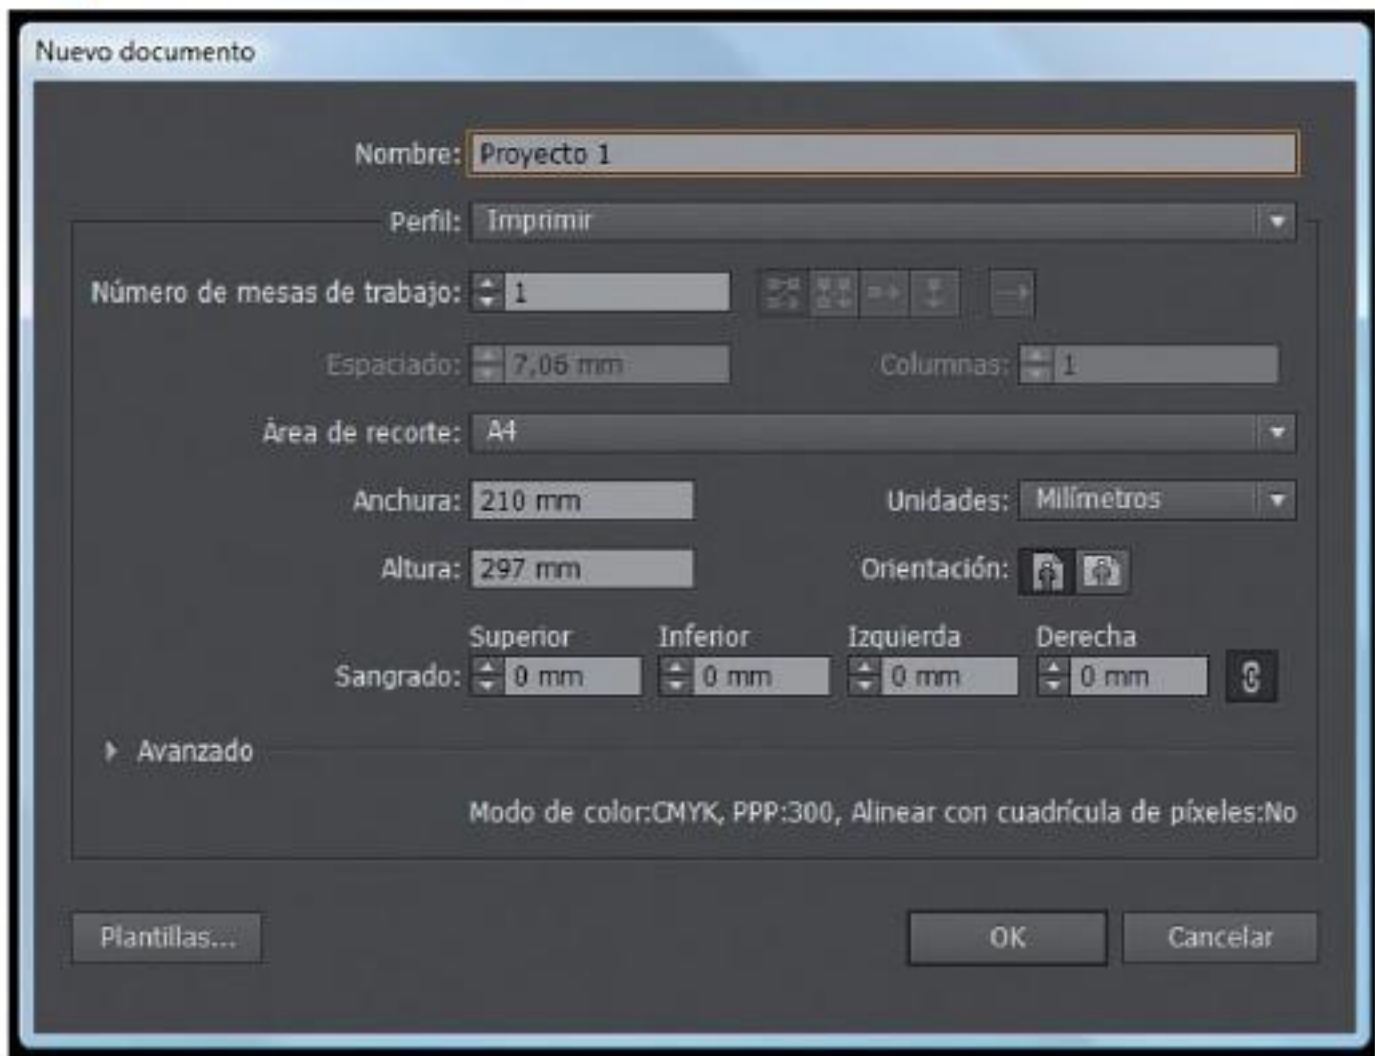 Nuevo documento
Nombre: Proyecto 1
Perfil: Imprimir
Número de mesas de trabajo: 1
Espaciado: 7,06 mm Columnas: 1
Área de recorte: A4
Anchura: 210 mm Unidades: Milímetros
Altura: 297 mm Orientación:
Superior Inferior Izquierda Derecha
Sangrado: 0 mm 0 mm 0 mm 0 mm
Avanzado
Modo de color:CMYK, PPP:300, Alinear con cuadrícula de píxeles:No
Plantillas... OK Cancelar